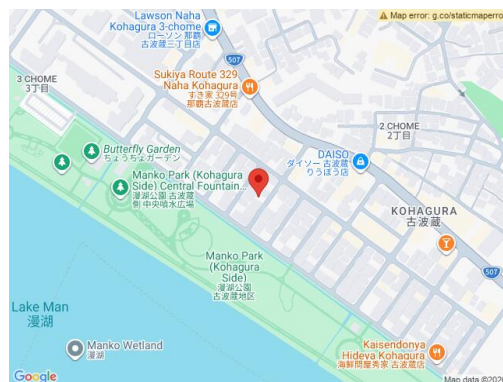 Lawson Naha
Kohagura 3-chome
ローソン 那覇
古波蔵三丁目店
Map error: g.co/staticmaperro
507
3 CHOME
3丁目
Sukiya Route 329
Naha Kohagura
すき家 329号
那覇古波蔵店
2 CHOME
2丁目
Butterfly Garden
ちょうちょガーデン
DAISO
ダイソー 古波蔵
りうぼう店
Manko Park (Kohagura
Side) Central Fountain...
漫湖公園 古波蔵
側 中央噴水広場
KOHAGURA
古波蔵
Manko Park
(Kohagura
Side)
漫湖公園
古波蔵地区
507
Lake Man
漫湖
Manko Wetland
漫湖
Kaisendonya
Hideya Kohagura
海鮮問屋秀家 古波蔵店
Google
Map data ©2026